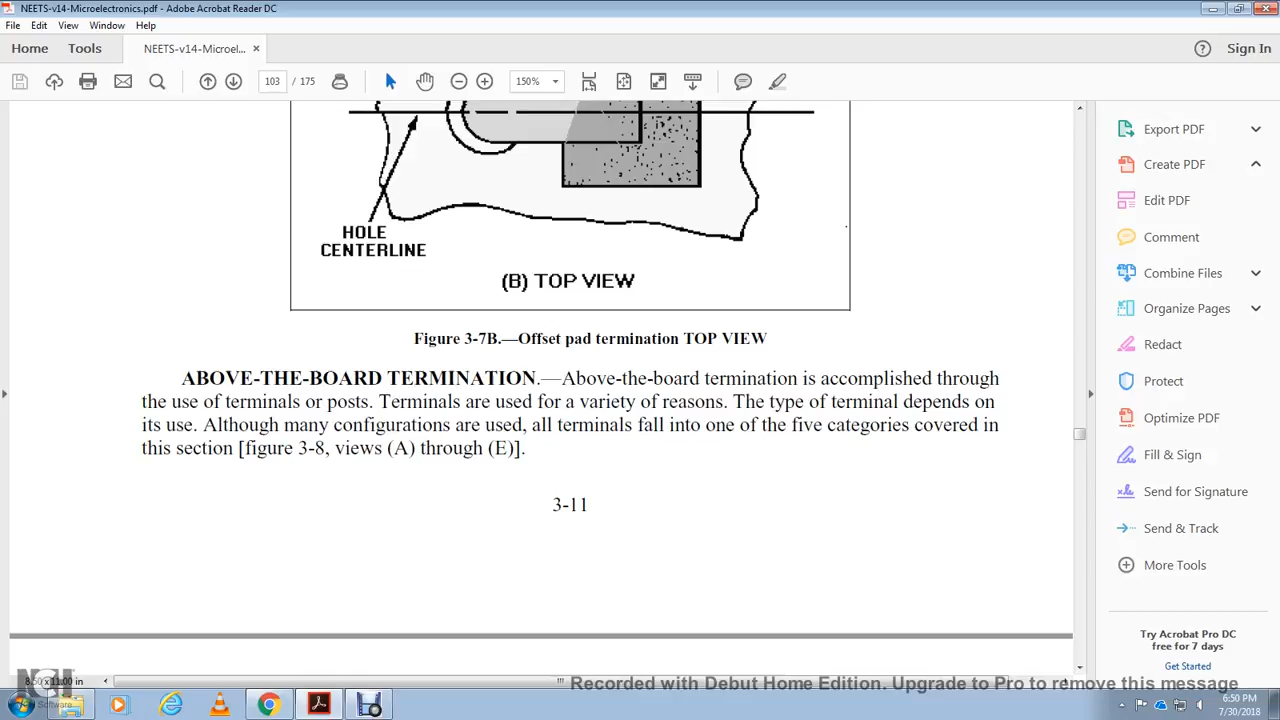 NEETS-v14-Microelectronics.pdf - Adobe Acrobat Reader DC
File Edit View Window Help
Home Tools NEETS-v14-Microel... × Sign In
103 / 175 150%
HOLE
CENTERLINE
(B) TOP VIEW
Figure 3-7B.—Offset pad termination TOP VIEW
ABOVE-THE-BOARD TERMINATION.—Above-the-board termination is accomplished through
the use of terminals or posts. Terminals are used for a variety of reasons. The type of terminal depends on
its use. Although many configurations are used, all terminals fall into one of the five categories covered in
this section [figure 3-8, views (A) through (E)].
3-11
Export PDF
Create PDF
Edit PDF
Comment
Combine Files
Organize Pages
Redact
Protect
Optimize PDF
Fill & Sign
Send for Signature
Send & Track
More Tools
Try Acrobat Pro DC
free for 7 days
Get Started
8.50 x 11.00 in
Recorded with Debut Home Edition. Upgrade to Pro to remove this message
NCH Software
6:50 PM
7/30/2018